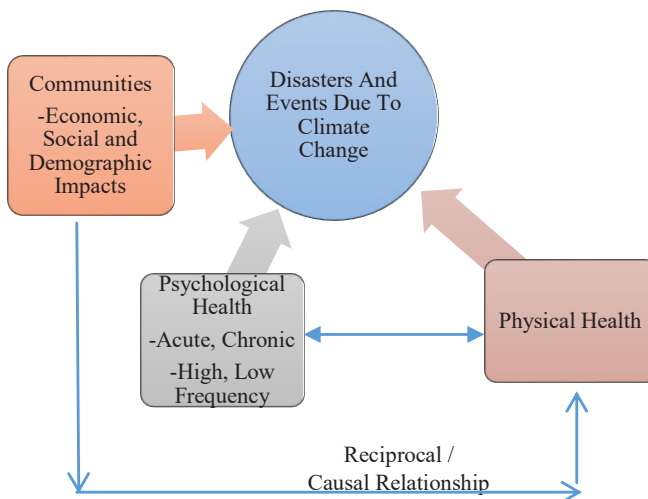 Communities
-Economic,
Social and
Demographic
Impacts
Disasters And
Events Due To
Climate
Change
Psychological
Health
-Acute, Chronic
-High, Low
Frequency
Physical Health
Reciprocal /
Causal Relationship